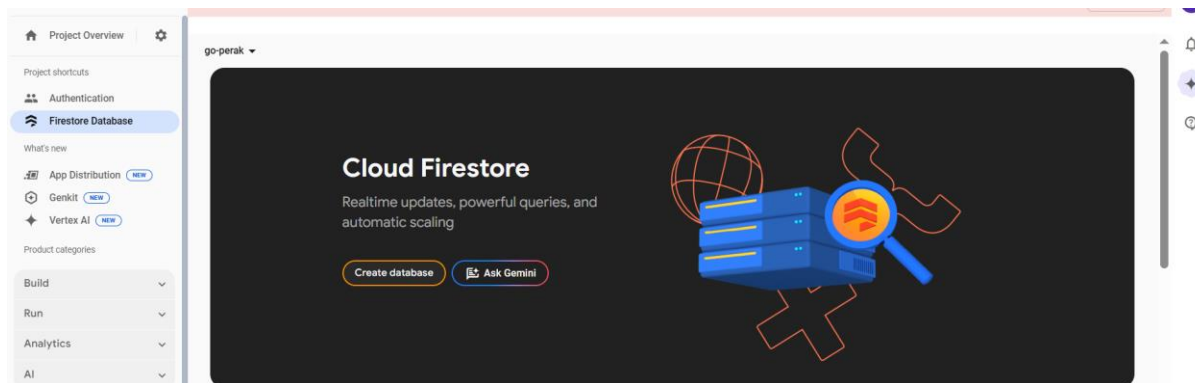 Project Overview
go-perak
Project shortcuts
Authentication
Firestore Database
What's new
App Distribution NEW
Genkit NEW
Vertex AI NEW
Product categories
Build
Run
Analytics
AI
Cloud Firestore
Realtime updates, powerful queries, and
automatic scaling
Create database
Ask Gemini